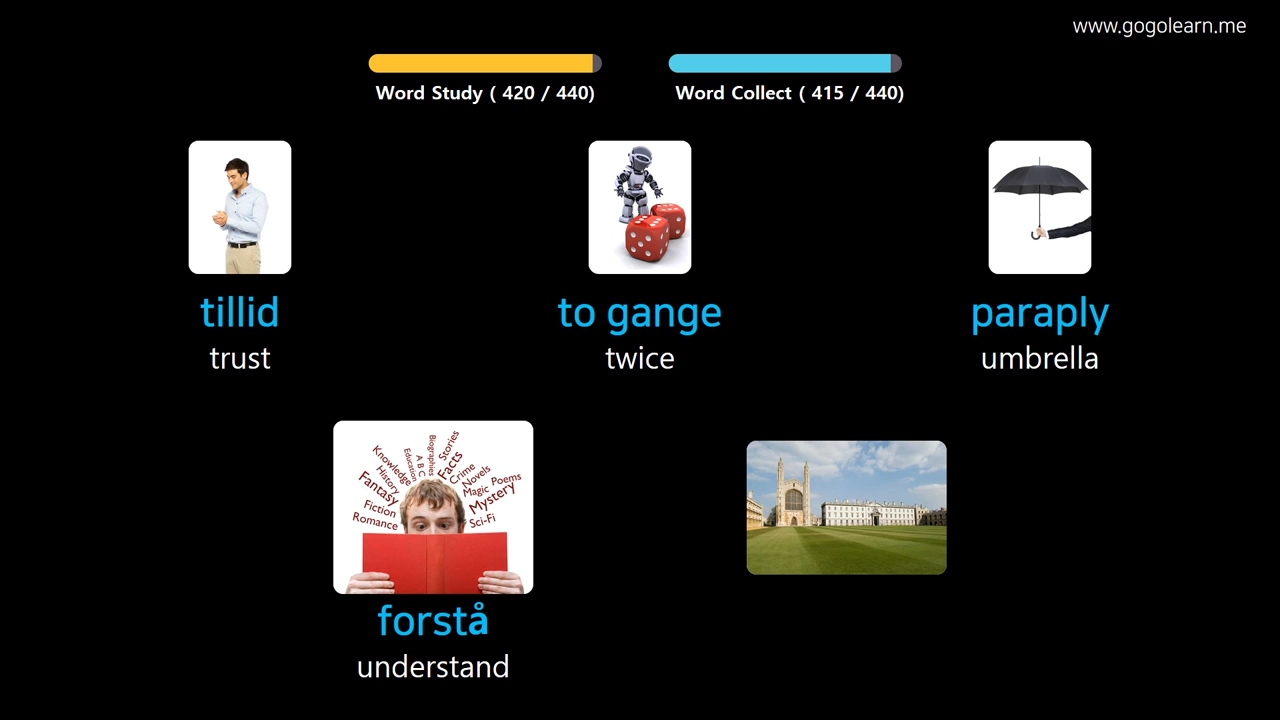 www.gogolearn.me
Word Study ( 420 / 440)
Word Collect ( 415 / 440)
tillid
trust
to gange
twice
paraply
umbrella
Knowledge
History
Fantasy
Fiction
Romance
Education
A B C
Biographies
Stories
Facts
Crime
Novels
Magic
Poems
Mystery
Sci-Fi
forstå
understand